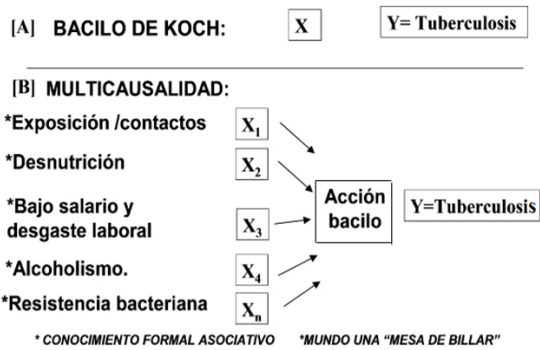 [A] BACILO DE KOCH: X Y= Tuberculosis
[B] MULTICAUSALIDAD:
*Exposición /contactos X1
*Desnutrición X2
*Bajo salario y
desgaste laboral X3
Acción
bacilo
Y=Tuberculosis
*Alcoholismo. X4
*Resistencia bacteriana Xn
* CONOCIMIENTO FORMAL ASOCIATIVO *MUNDO UNA “MESA DE BILLAR”